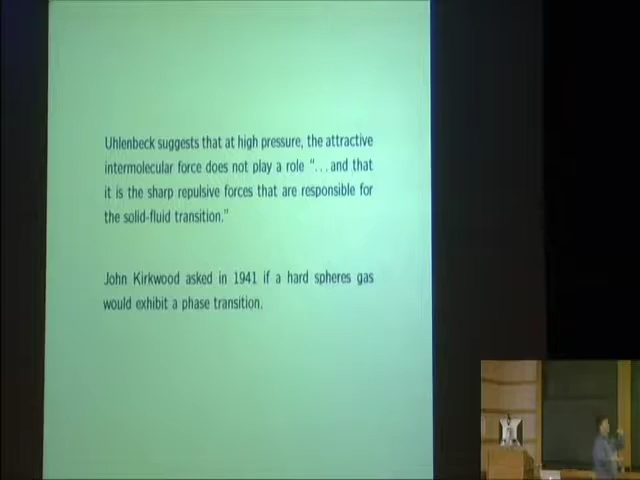 Uhlenbeck suggests that at high pressure, the attractive
intermolecular force does not play a role "...and that
it is the sharp repulsive forces that are responsible for
the solid-fluid transition."
John Kirkwood asked in 1941 if a hard spheres gas
would exhibit a phase transition.